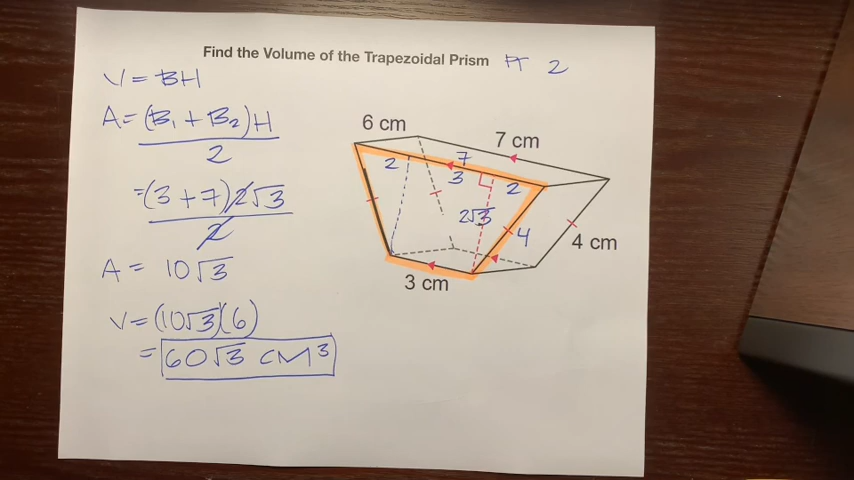 Find the Volume of the Trapezoidal Prism PT 2
V = BH
A = (B₁ + B₂)H
2
= (3 + 7)2√3
2
A = 10√3
V = (10√3)(6)
= 60√3 CM³
6 cm
7 cm
7
2
3
2
2√3
4
4 cm
3 cm